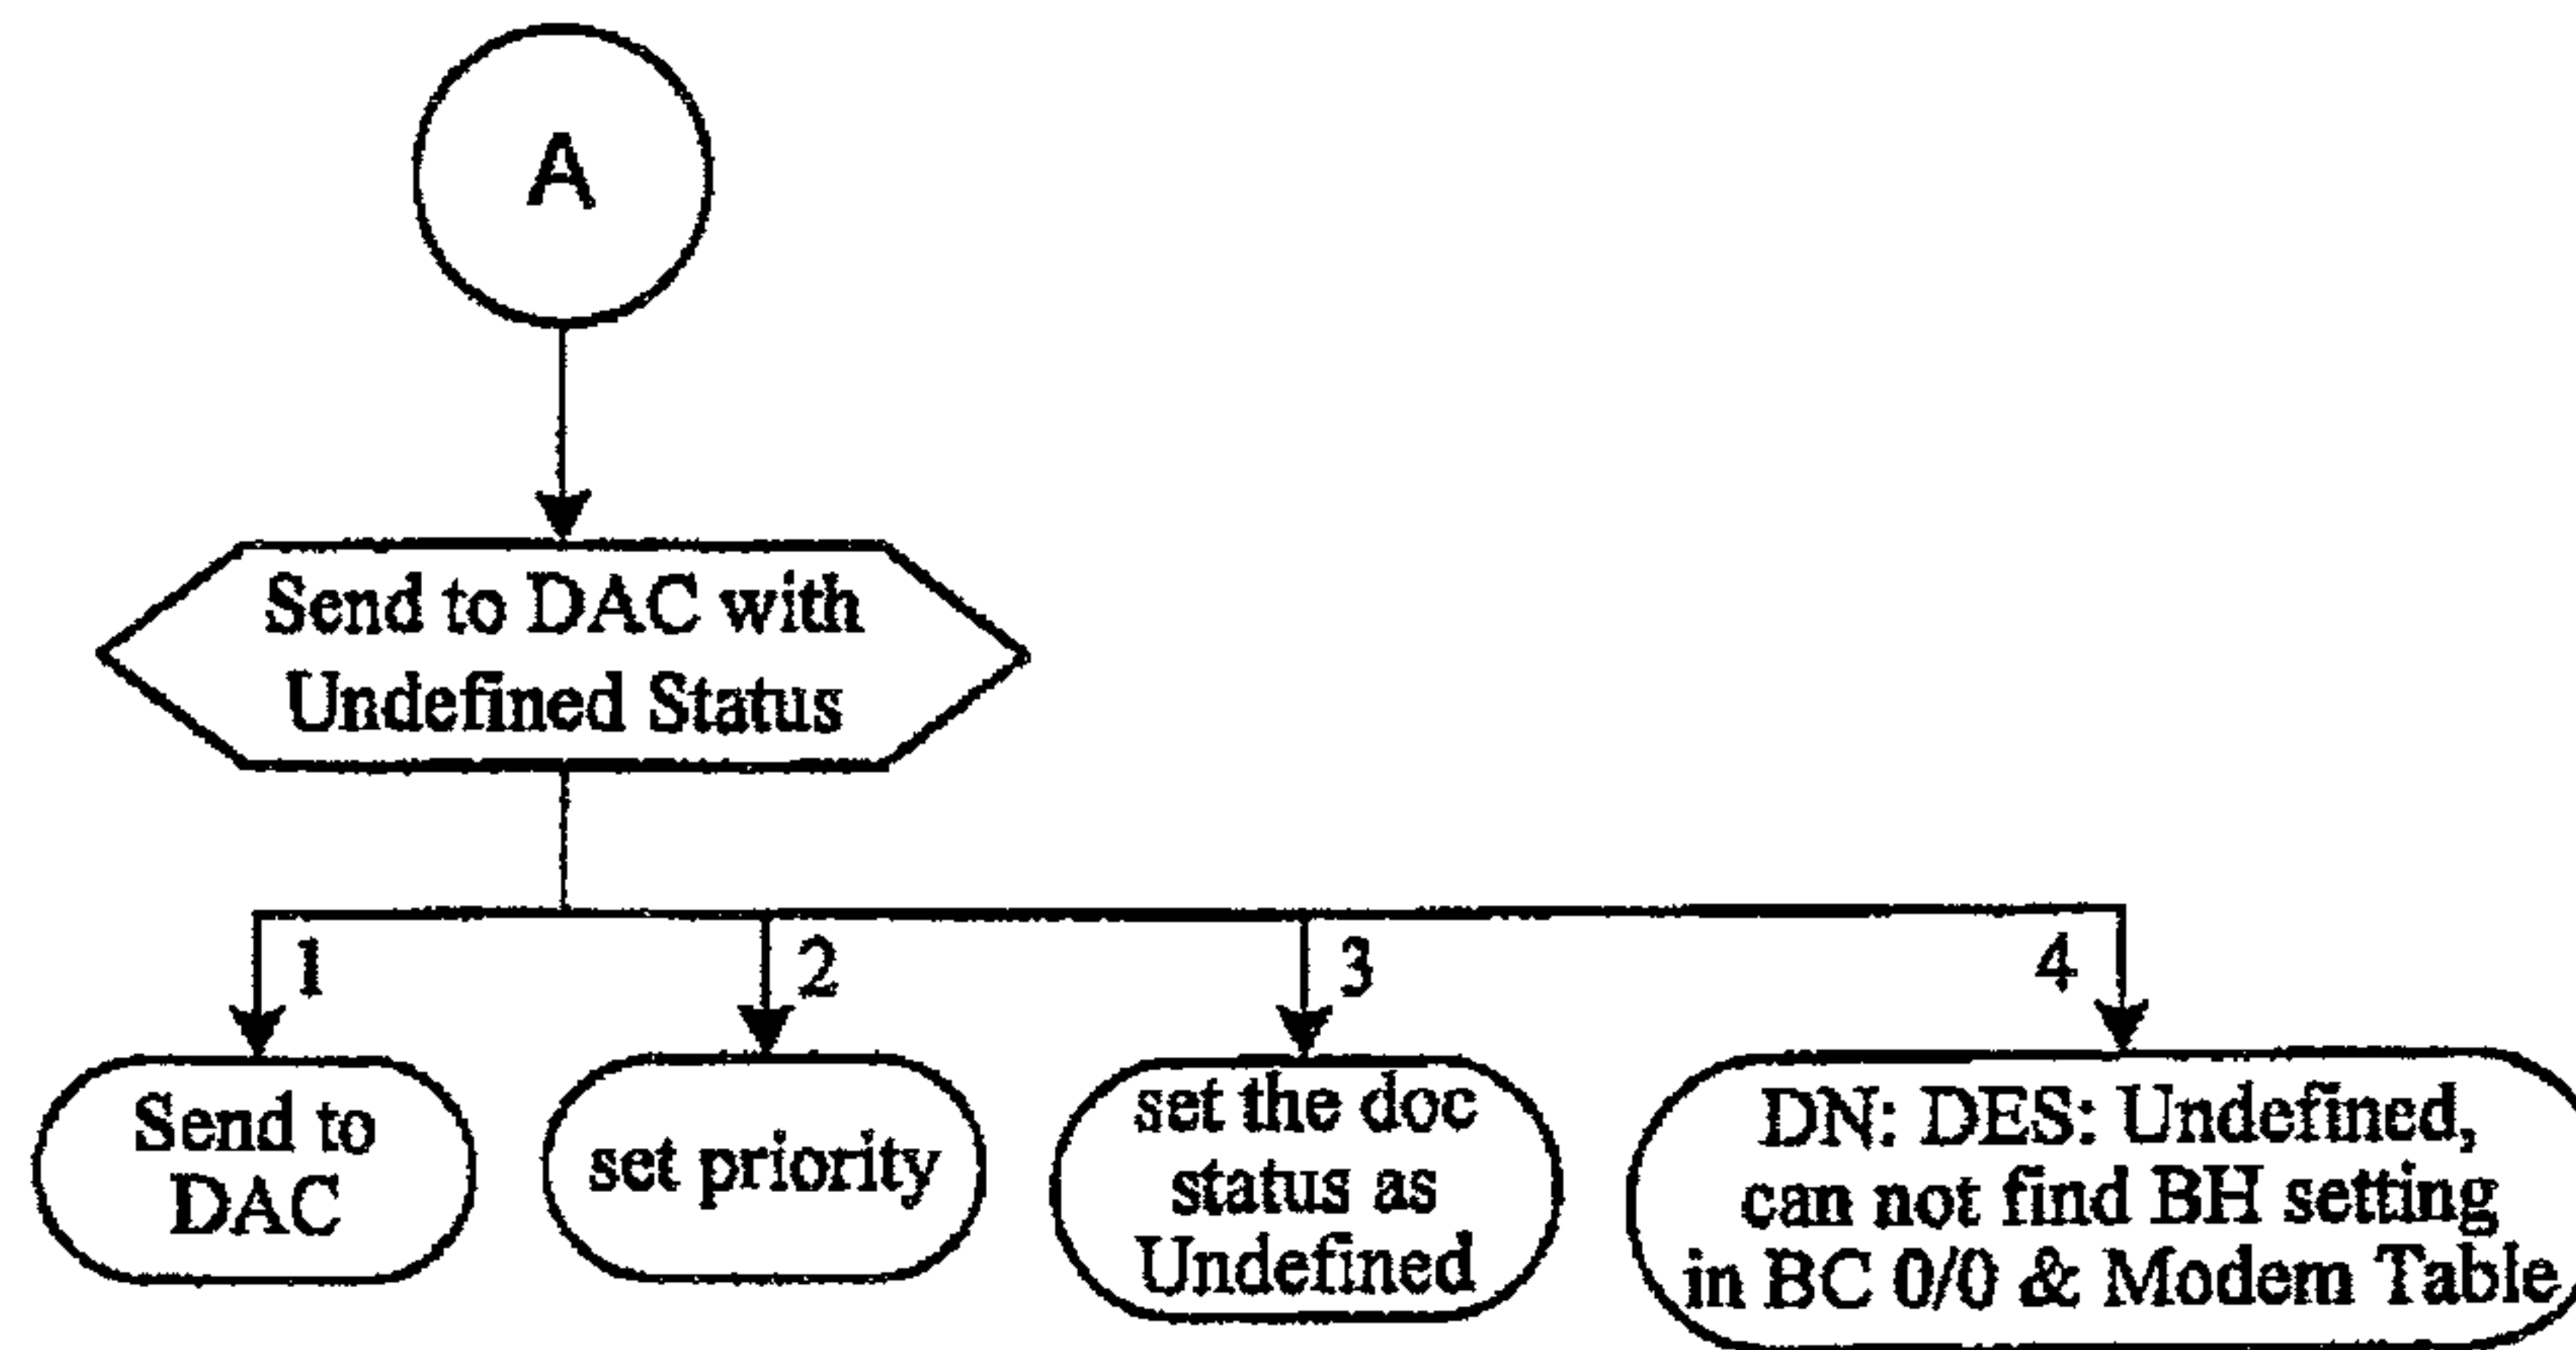 A
Send to DAC with
Undefined Status
1
2
3
4
Send to
DAC
set priority
set the doc
status as
Undefined
DN: DES: Undefined,
can not find BH setting
in BC 0/0 & Modem Table